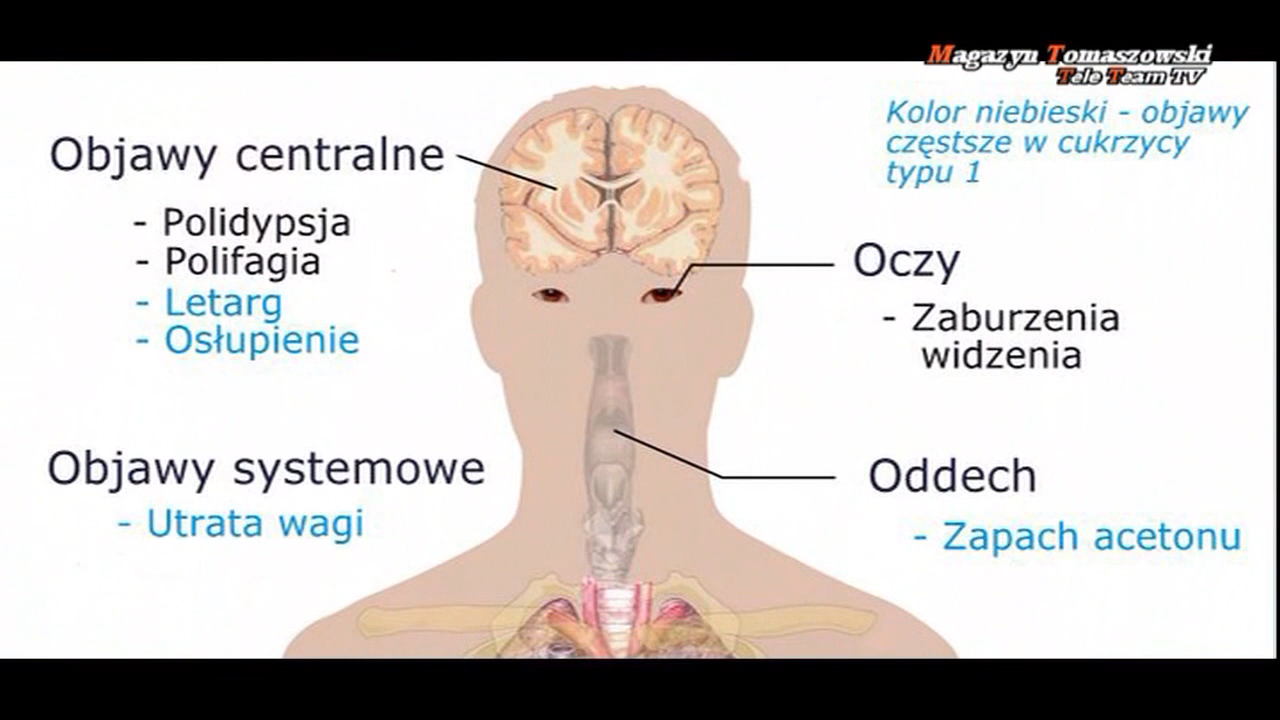 Magazyn Tomaszowski
Tele Team TV
Kolor niebieski - objawy
częstsze w cukrzycy
typu 1
Objawy centralne
- Polidypsja
- Polifagia
- Letarg
- Osłupienie
Oczy
- Zaburzenia
widzenia
Objawy systemowe
- Utrata wagi
Oddech
- Zapach acetonu